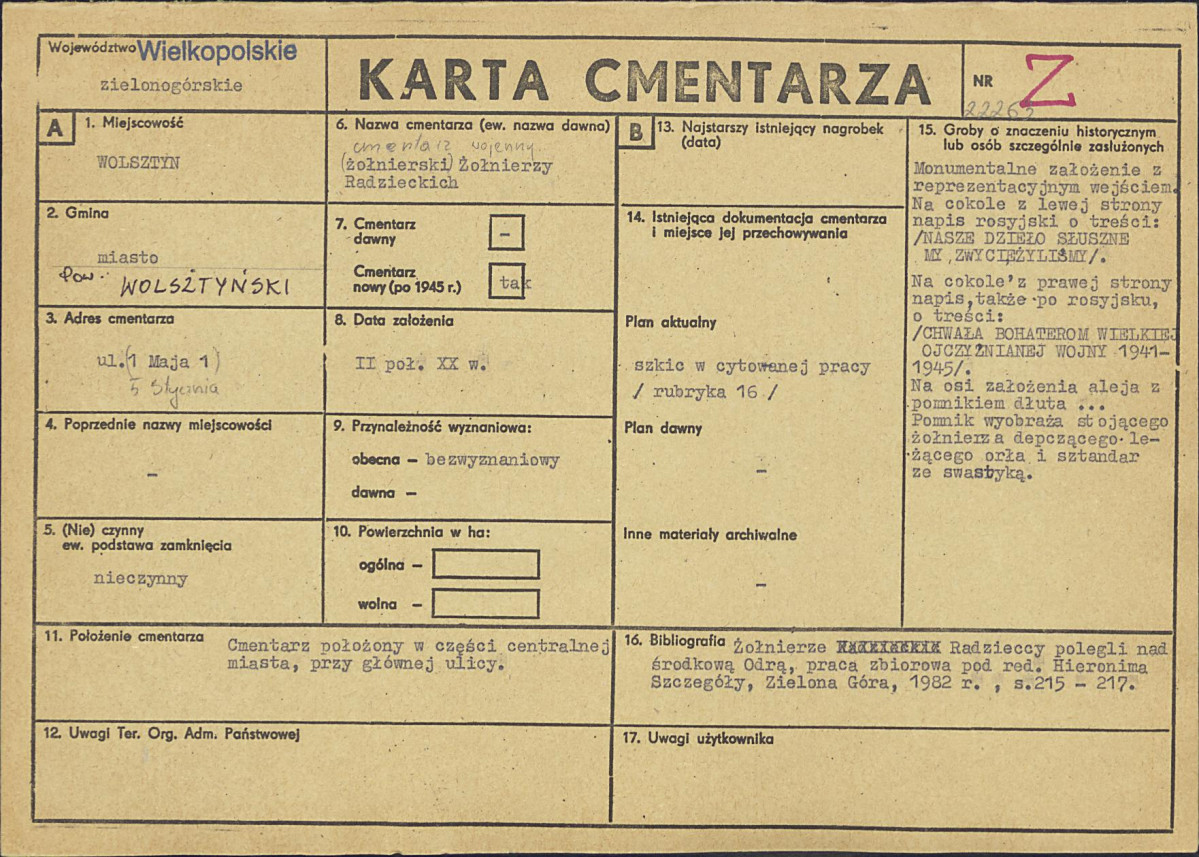 Województwo Wielkopolskie
zielonogórskie
KARTA CMENTARZA
NR Z
22263
A
1. Miejscowość
WOLSZTYN
2. Gmina
miasto
Pow. WOLSZTYŃSKI
3. Adres cmentarza
ul.(1 Maja 1)
5 Stycznia
4. Poprzednie nazwy miejscowości
–
5. (Nie) czynny
ew. podstawa zamknięcia
nieczynny
6. Nazwa cmentarza (ew. nazwa dawna)
cmentarz wojenny
(żołnierski) Żołnierzy
Radzieckich
7. Cmentarz
dawny
–
Cmentarz
nowy (po 1945 r.)
tak
8. Data założenia
II poł. XX w.
9. Przynależność wyznaniowa:
obecna – bezwyznaniowy
dawna –
10. Powierzchnia w ha:
ogólna –
wolna –
B
13. Najstarszy istniejący nagrobek
(data)
14. Istniejąca dokumentacja cmentarza
i miejsce jej przechowywania
Plan aktualny
szkic w cytowanej pracy
/ rubryka 16 /
Plan dawny
–
Inne materiały archiwalne
–
15. Groby o znaczeniu historycznym
lub osób szczególnie zasłużonych
Monumentalne założenie z
reprezentacyjnym wejściem.
Na cokole z lewej strony
napis rosyjski o treści:
/NASZE DZIEŁO SŁUSZNE
MY ,ZWYCIĘŻYLISMY/.
Na cokole z prawej strony
napis,także po rosyjsku,
o treści:
/CHWAŁA BOHATEROM WIELKIEJ
OJCZYŹNIANEJ WOJNY 1941-
1945/.
Na osi założenia aleja z
pomnikiem dłuta ...
Pomnik wyobraża stojącego
żołnierza depczącego le-
żącego orła i sztandar
ze swastyką.
11. Położenie cmentarza
Cmentarz położony w części centralnej
miasta, przy głównej ulicy.
12. Uwagi Ter. Org. Adm. Państwowej
16. Bibliografia Żołnierze Radzieccy polegli nad
środkową Odrą, praca zbiorowa pod red. Hieronima
Szczegóły, Zielona Góra, 1982 r. , s.215 – 217.
17. Uwagi użytkownika